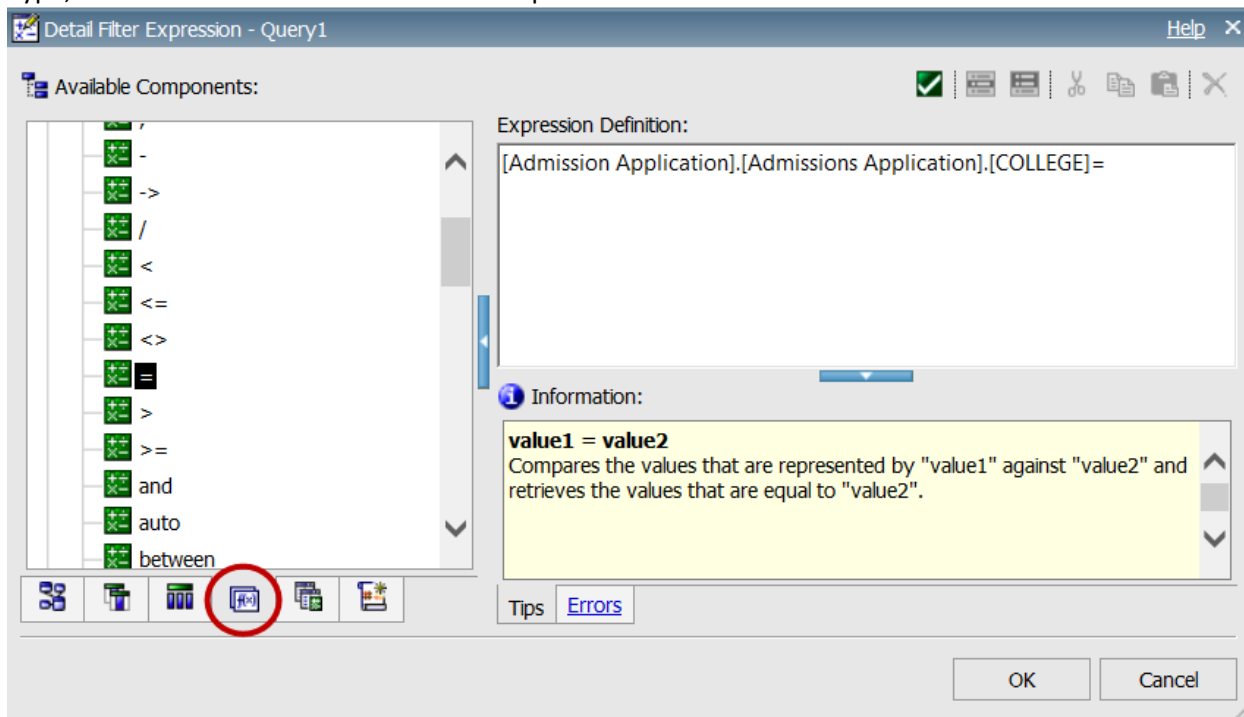 Detail Filter Expression - Query1
Help
Available Components:
-
->
/
<
<=
<>
=
>
>=
and
auto
between
f(x)
Expression Definition:
[Admission Application].[Admissions Application].[COLLEGE]=
Information:
value1 = value2
Compares the values that are represented by "value1" against "value2" and
retrieves the values that are equal to "value2".
Tips
Errors
OK
Cancel